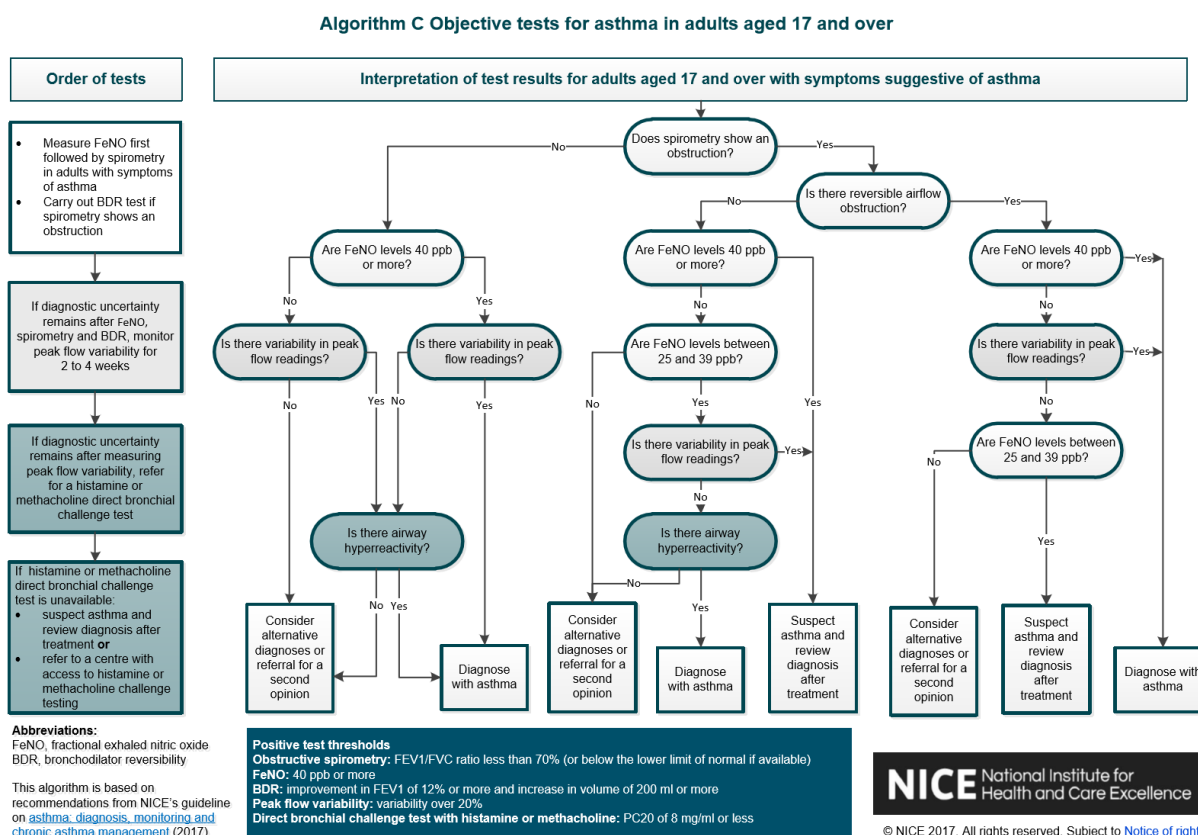 Algorithm C Objective tests for asthma in adults aged 17 and over
Order of tests
• Measure FeNO first
followed by spirometry
in adults with symptoms
of asthma
• Carry out BDR test if
spirometry shows an
obstruction
If diagnostic uncertainty
remains after FeNO,
spirometry and BDR, monitor
peak flow variability for
2 to 4 weeks
If diagnostic uncertainty
remains after measuring
peak flow variability, refer
for a histamine or
methacholine direct bronchial
challenge test
If histamine or methacholine
direct bronchial challenge
test is unavailable:
• suspect asthma and
review diagnosis after
treatment or
• refer to a centre with
access to histamine or
methacholine challenge
testing
Abbreviations:
FeNO, fractional exhaled nitric oxide
BDR, bronchodilator reversibility
This algorithm is based on
recommendations from NICE's guideline
on asthma: diagnosis, monitoring and
chronic asthma management (2017)
Interpretation of test results for adults aged 17 and over with symptoms suggestive of asthma
Does spirometry show an
obstruction?
No
Yes
Is there reversible airflow
obstruction?
No
Yes
Are FeNO levels 40 ppb
or more?
No
Yes
Is there variability in peak
flow readings?
Is there variability in peak
flow readings?
No
Yes
No
Yes
Is there airway
hyperreactivity?
No
Yes
Consider
alternative
diagnoses or
referral for a
second
opinion
Diagnose
with asthma
Are FeNO levels 40 ppb
or more?
No
Yes
Are FeNO levels between
25 and 39 ppb?
No
Yes
Is there variability in peak
flow readings?
Yes
No
Is there airway
hyperreactivity?
No
Yes
Consider
alternative
diagnoses or
referral for a
second
opinion
Diagnose
with asthma
Suspect
asthma and
review
diagnosis
after
treatment
Are FeNO levels 40 ppb
or more?
Yes
No
Is there variability in peak
flow readings?
Yes
No
Are FeNO levels between
25 and 39 ppb?
No
Yes
Consider
alternative
diagnoses or
referral for a
second
opinion
Suspect
asthma and
review
diagnosis
after
treatment
Diagnose with
asthma
Positive test thresholds
Obstructive spirometry: FEV1/FVC ratio less than 70% (or below the lower limit of normal if available)
FeNO: 40 ppb or more
BDR: improvement in FEV1 of 12% or more and increase in volume of 200 ml or more
Peak flow variability: variability over 20%
Direct bronchial challenge test with histamine or methacholine: PC20 of 8 mg/ml or less
NICE National Institute for
Health and Care Excellence
© NICE 2017. All rights reserved. Subject to Notice of right